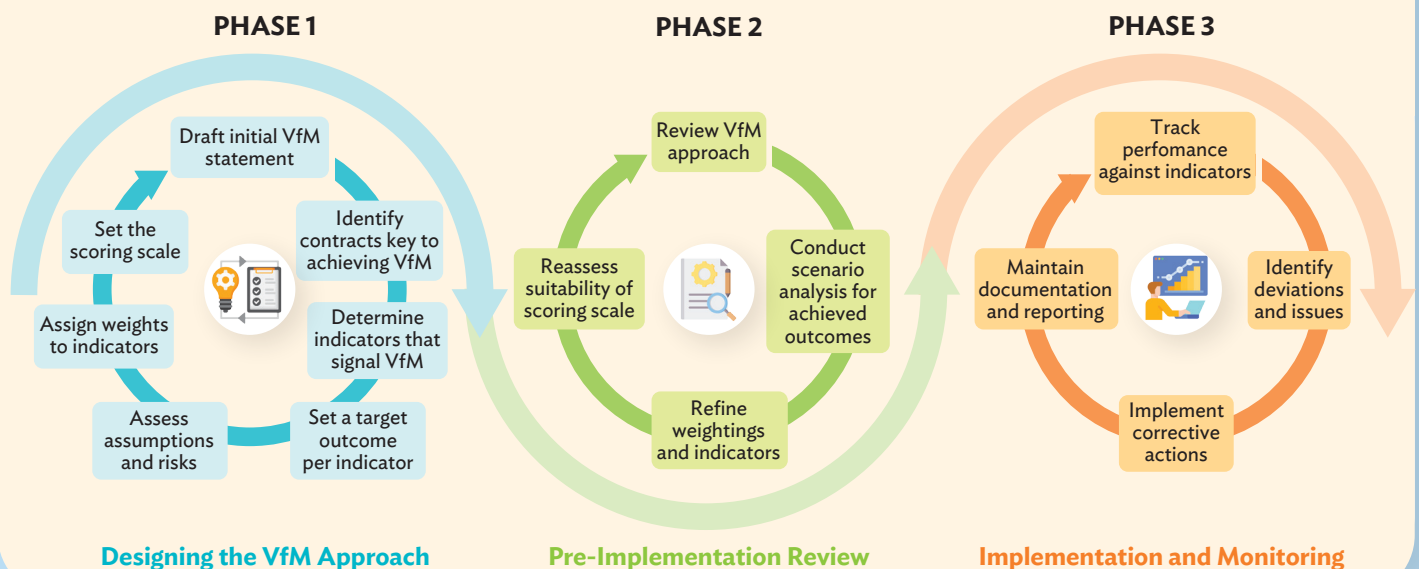 PHASE 1
Draft initial VfM
statement
Identify
contracts key to
achieving VfM
Determine
indicators that
signal VfM
Set a target
outcome
per indicator
Assess
assumptions
and risks
Assign weights
to indicators
Set the
scoring scale
Designing the VfM Approach
PHASE 2
Review VfM
approach
Conduct
scenario
analysis for
achieved
outcomes
Refine
weightings
and indicators
Reassess
suitability of
scoring scale
Pre-Implementation Review
PHASE 3
Track
perfomance
against indicators
Identify
deviations
and issues
Implement
corrective
actions
Maintain
documentation
and reporting
Implementation and Monitoring